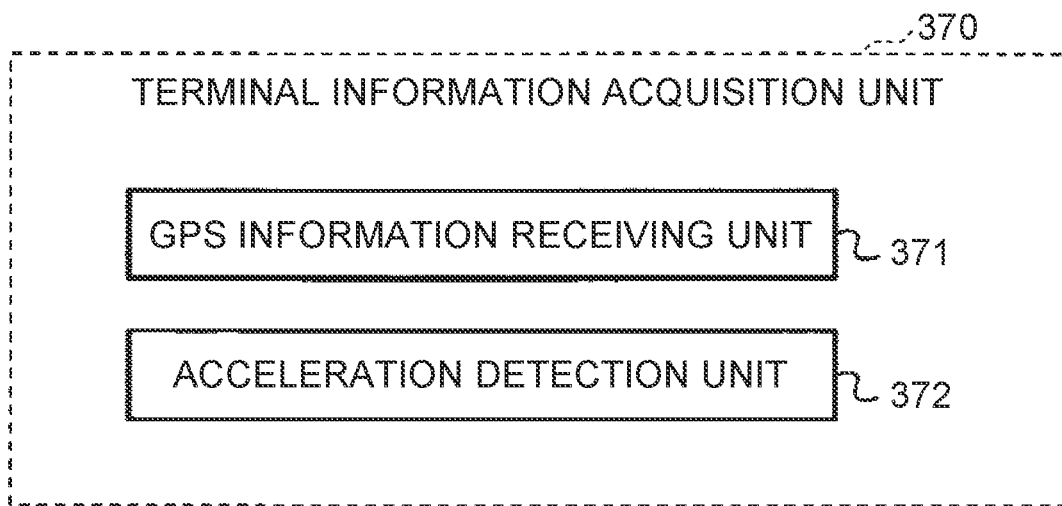 370
TERMINAL INFORMATION ACQUISITION UNIT
GPS INFORMATION RECEIVING UNIT
371
ACCELERATION DETECTION UNIT
372